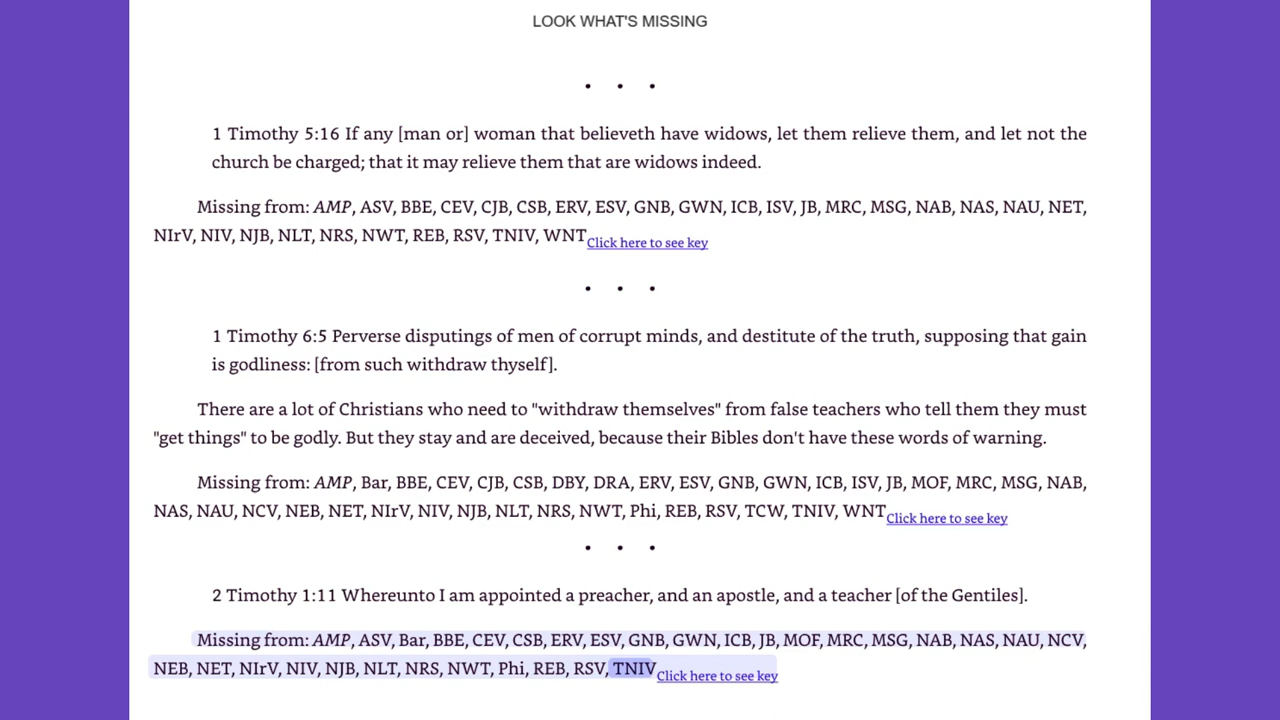 LOOK WHAT'S MISSING
• • •
1 Timothy 5:16 If any [man or] woman that believeth have widows, let them relieve them, and let not the
church be charged; that it may relieve them that are widows indeed.
Missing from: AMP, ASV, BBE, CEV, CJB, CSB, ERV, ESV, GNB, GWN, ICB, ISV, JB, MRC, MSG, NAB, NAS, NAU, NET,
NIrV, NIV, NJB, NLT, NRS, NWT, REB, RSV, TNIV, WNT Click here to see key
• • •
1 Timothy 6:5 Perverse disputings of men of corrupt minds, and destitute of the truth, supposing that gain
is godliness: [from such withdraw thyself].
There are a lot of Christians who need to "withdraw themselves" from false teachers who tell them they must
"get things" to be godly. But they stay and are deceived, because their Bibles don't have these words of warning.
Missing from: AMP, Bar, BBE, CEV, CJB, CSB, DBY, DRA, ERV, ESV, GNB, GWN, ICB, ISV, JB, MOF, MRC, MSG, NAB,
NAS, NAU, NCV, NEB, NET, NIrV, NIV, NJB, NLT, NRS, NWT, Phi, REB, RSV, TCW, TNIV, WNT Click here to see key
• • •
2 Timothy 1:11 Whereunto I am appointed a preacher, and an apostle, and a teacher [of the Gentiles].
Missing from: AMP, ASV, Bar, BBE, CEV, CSB, ERV, ESV, GNB, GWN, ICB, JB, MOF, MRC, MSG, NAB, NAS, NAU, NCV,
NEB, NET, NIrV, NIV, NJB, NLT, NRS, NWT, Phi, REB, RSV, TNIV Click here to see key